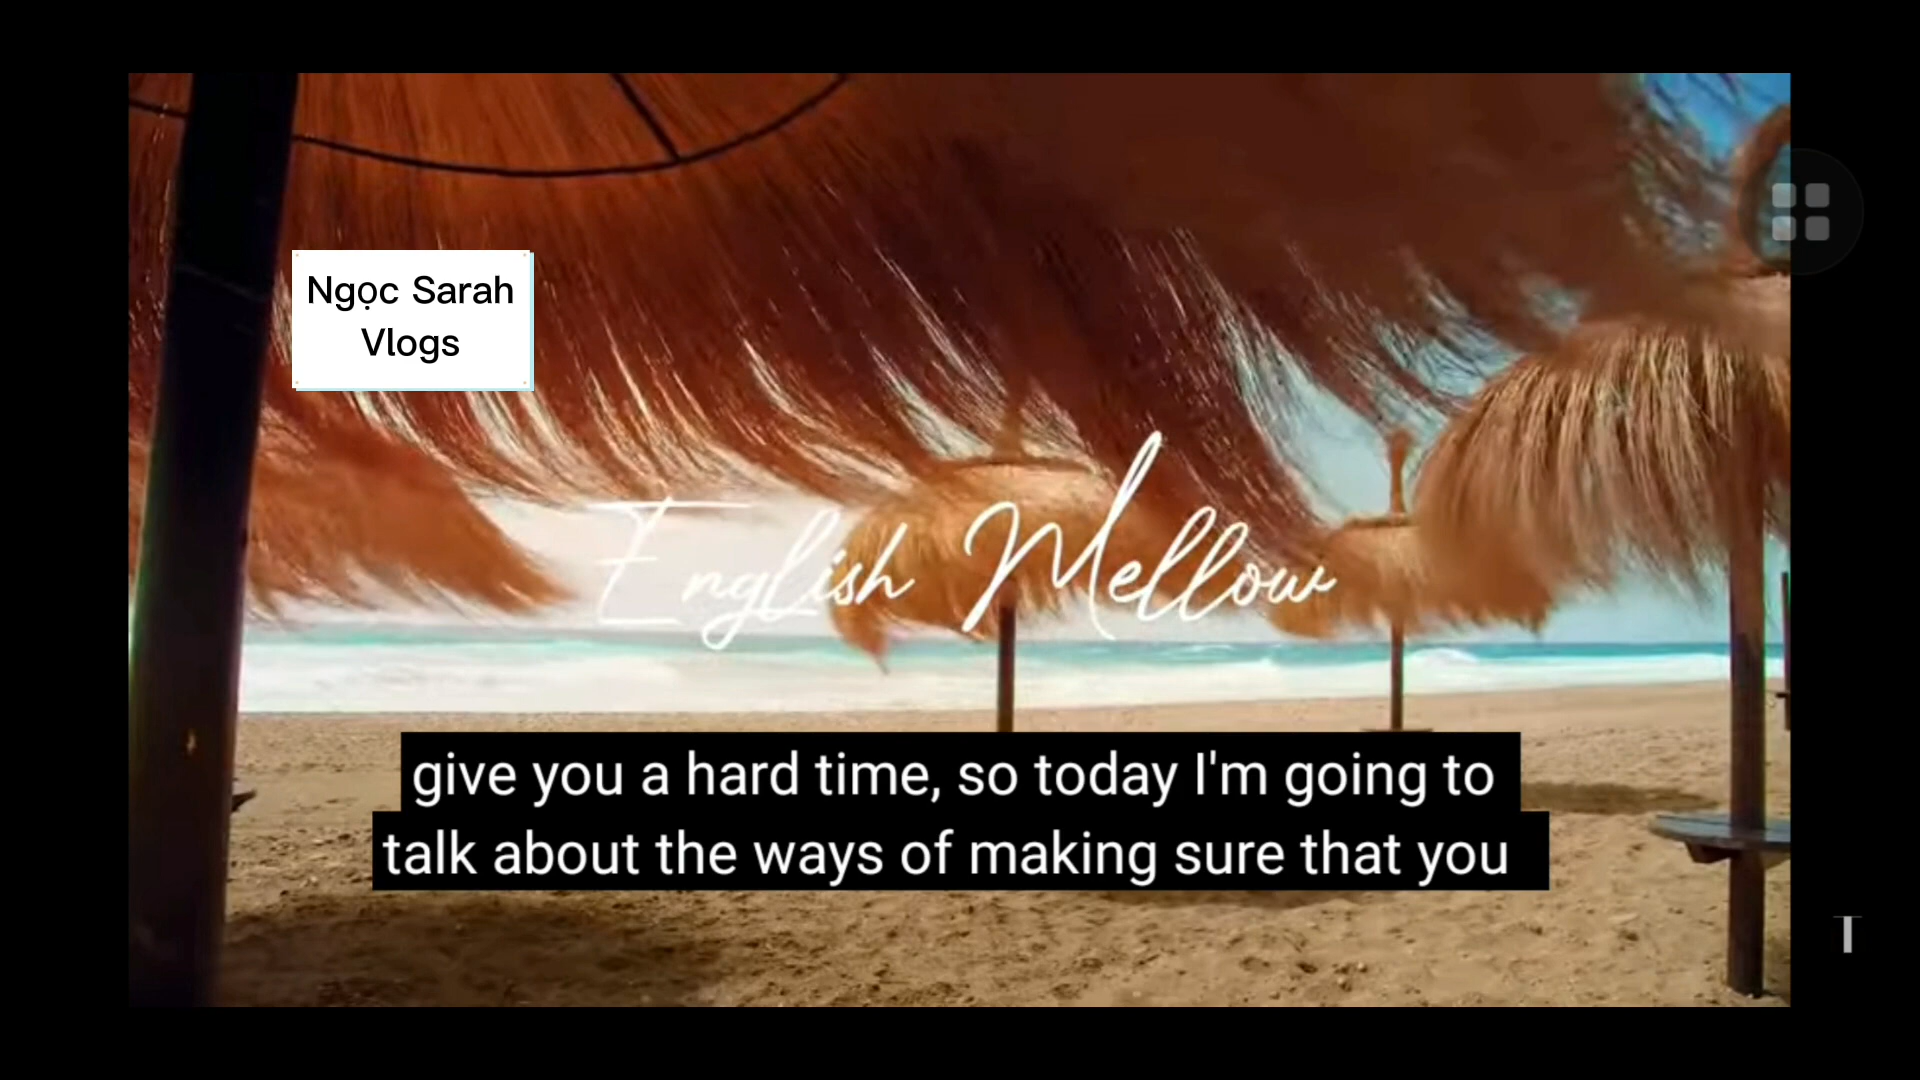 Ngọc Sarah
Vlogs
English Mellow
give you a hard time, so today I'm going to
talk about the ways of making sure that you